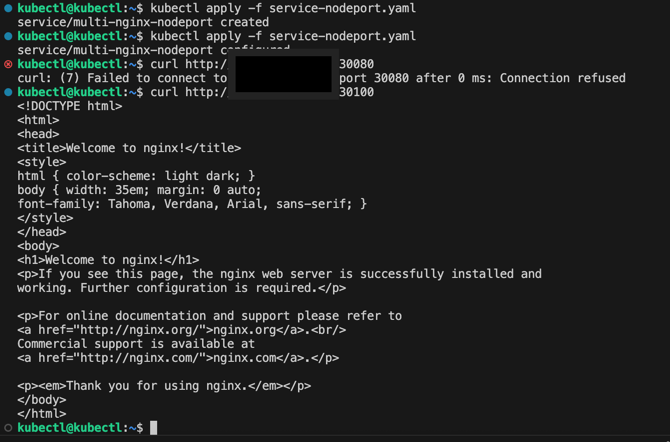 kubectl@kubectl:~$ kubectl apply -f service-nodeport.yaml
service/multi-nginx-nodeport created
kubectl@kubectl:~$ kubectl apply -f service-nodeport.yaml
service/multi-nginx-nodeport configured
kubectl@kubectl:~$ curl http:/ 30080
curl: (7) Failed to connect to port 30080 after 0 ms: Connection refused
kubectl@kubectl:~$ curl http:/ 30100
<!DOCTYPE html>
<html>
<head>
<title>Welcome to nginx!</title>
<style>
html { color-scheme: light dark; }
body { width: 35em; margin: 0 auto;
font-family: Tahoma, Verdana, Arial, sans-serif; }
</style>
</head>
<body>
<h1>Welcome to nginx!</h1>
<p>If you see this page, the nginx web server is successfully installed and
working. Further configuration is required.</p>
<p>For online documentation and support please refer to
<a href="http://nginx.org/">nginx.org</a>.<br/>
Commercial support is available at
<a href="http://nginx.com/">nginx.com</a>.</p>
<p><em>Thank you for using nginx.</em></p>
</body>
</html>
kubectl@kubectl:~$